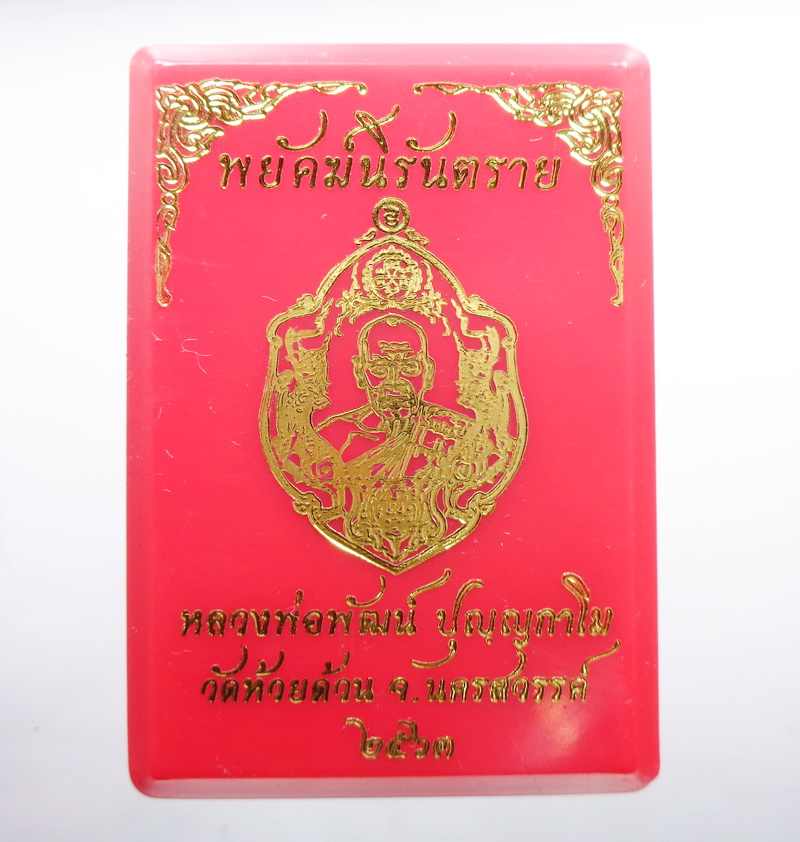 พยัคฆ์นิรันตราย
หลวงพ่อพัฒน์ ปุญญกาโม
วัดห้วยด้วน จ.นครสวรรค์
๒๕๖๓